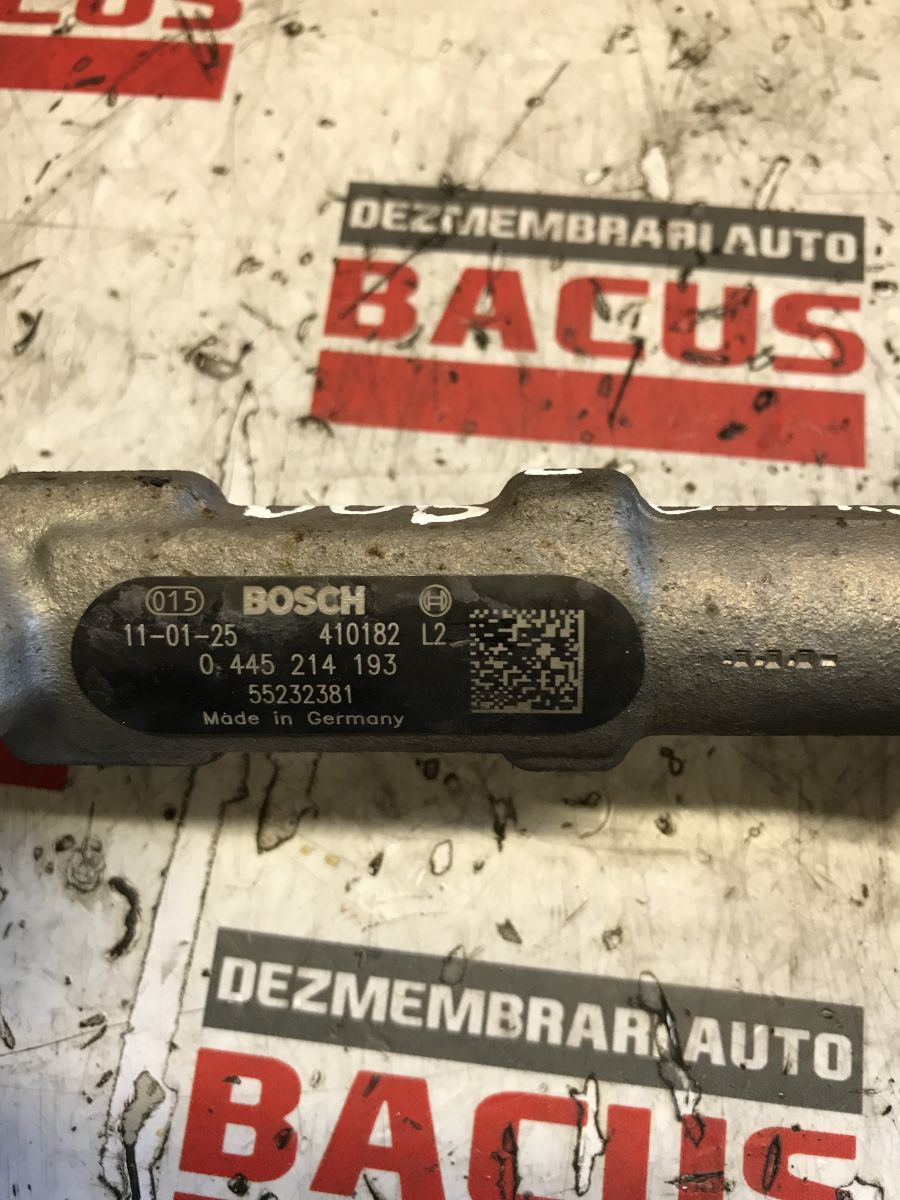 BACUS
DEZMEMBRARI AUTO
BACUS
015 BOSCH
11-01-25 410182 L2
0 445 214 193
55232381
Made in Germany
DEZMEMBRARI AUTO
BACUS